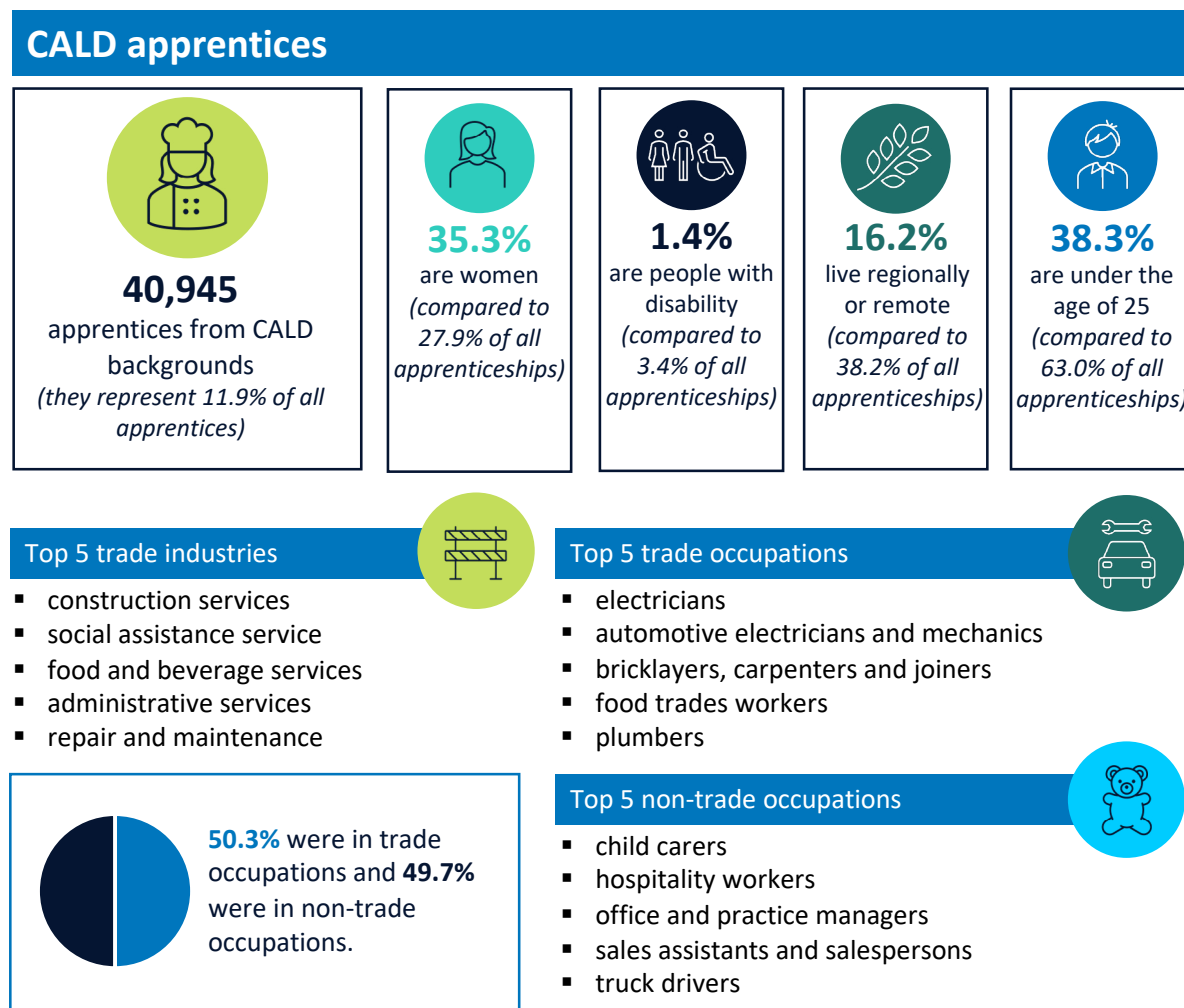 CALD apprentices
40,945
apprentices from CALD
backgrounds
(they represent 11.9% of all
apprentices)
35.3%
are women
(compared to
27.9% of all
apprenticeships)
1.4%
are people with
disability
(compared to
3.4% of all
apprenticeships)
16.2%
live regionally
or remote
(compared to
38.2% of all
apprenticeships)
38.3%
are under the
age of 25
(compared to
63.0% of all
apprenticeships)
Top 5 trade industries
▪ construction services
▪ social assistance service
▪ food and beverage services
▪ administrative services
▪ repair and maintenance
50.3% were in trade
occupations and 49.7%
were in non-trade
occupations.
Top 5 trade occupations
▪ electricians
▪ automotive electricians and mechanics
▪ bricklayers, carpenters and joiners
▪ food trades workers
▪ plumbers
Top 5 non-trade occupations
▪ child carers
▪ hospitality workers
▪ office and practice managers
▪ sales assistants and salespersons
▪ truck drivers